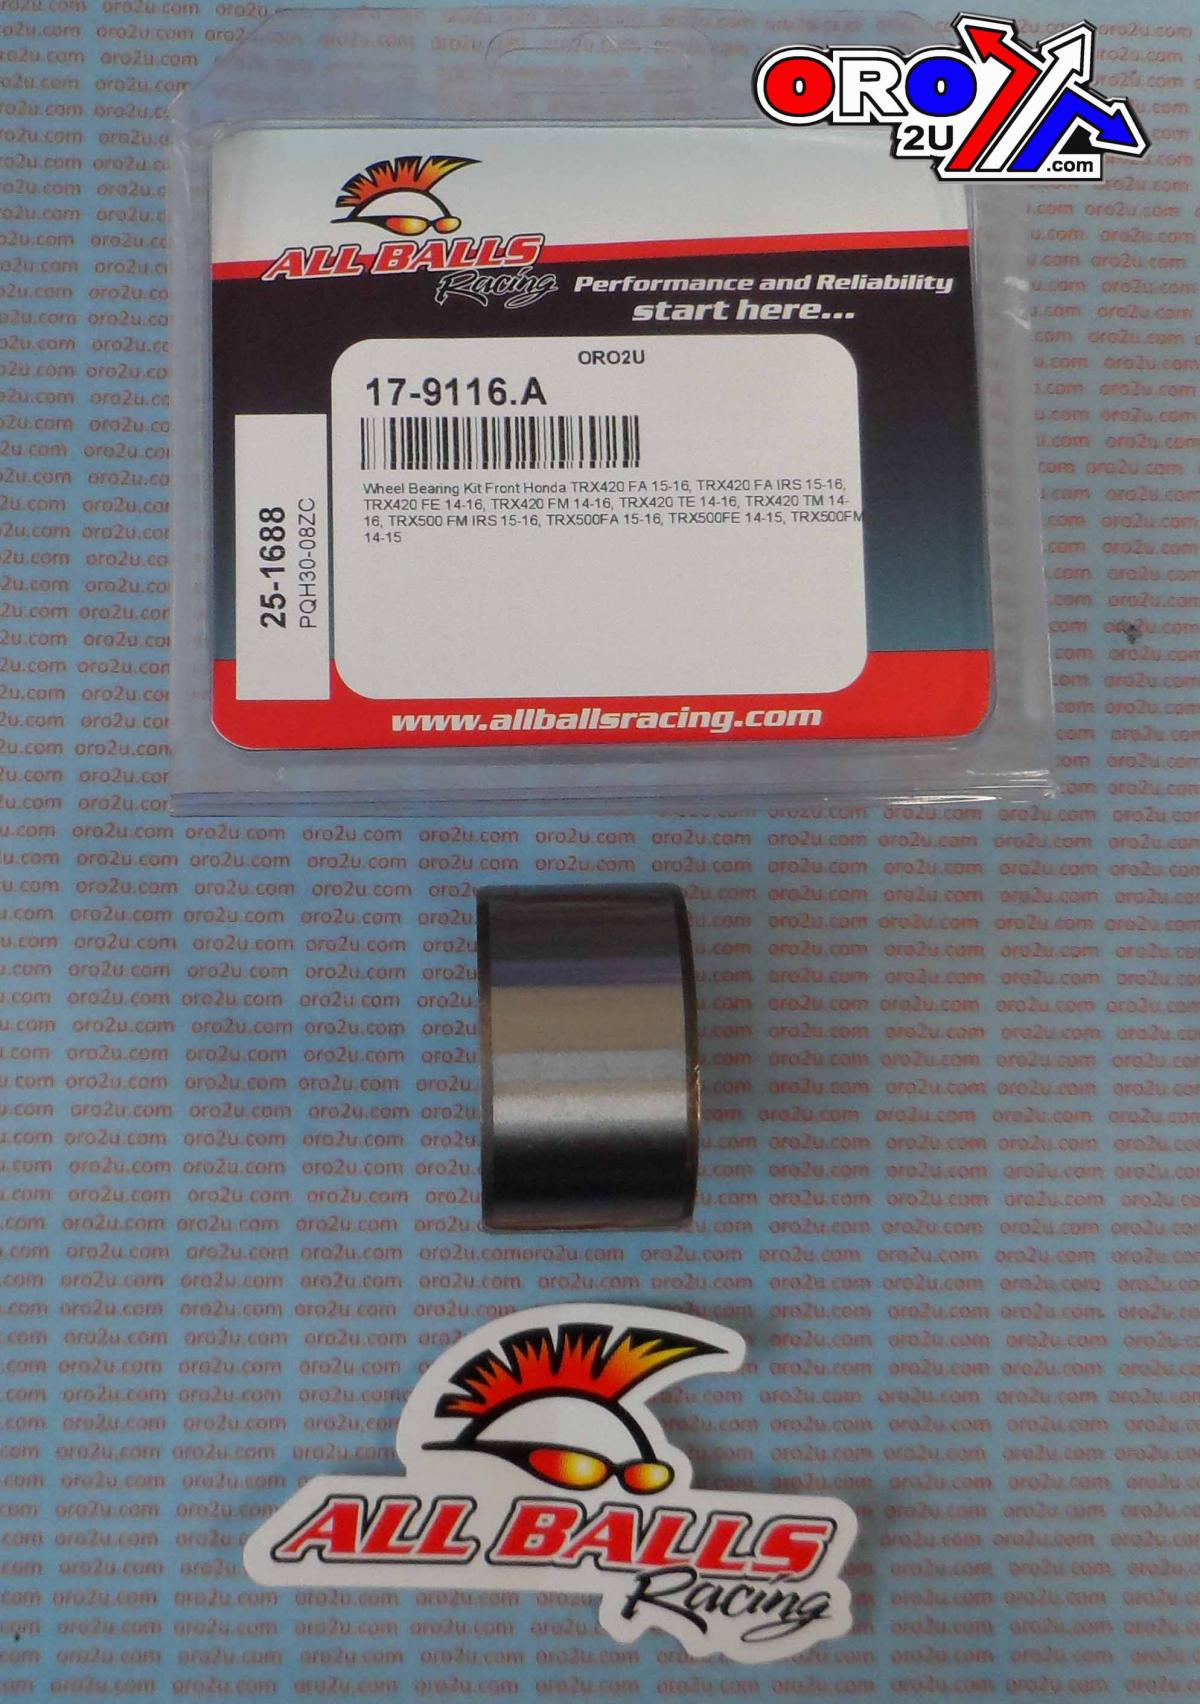 ORO
2U
.com
ALL BALLS
Racing
Performance and Reliability
start here...
ORO2U
17-9116.A
Wheel Bearing Kit Front Honda TRX420 FA 15-16, TRX420 FA IRS 15-16,
TRX420 FE 14-16, TRX420 FM 14-16, TRX420 TE 14-16, TRX420 TM 14-
16, TRX500 FM IRS 15-16, TRX500FA 15-16, TRX500FE 14-15, TRX500FM
14-15
25-1688
PQH30-08ZC
www.allballsracing.com
ALL BALLS
Racing